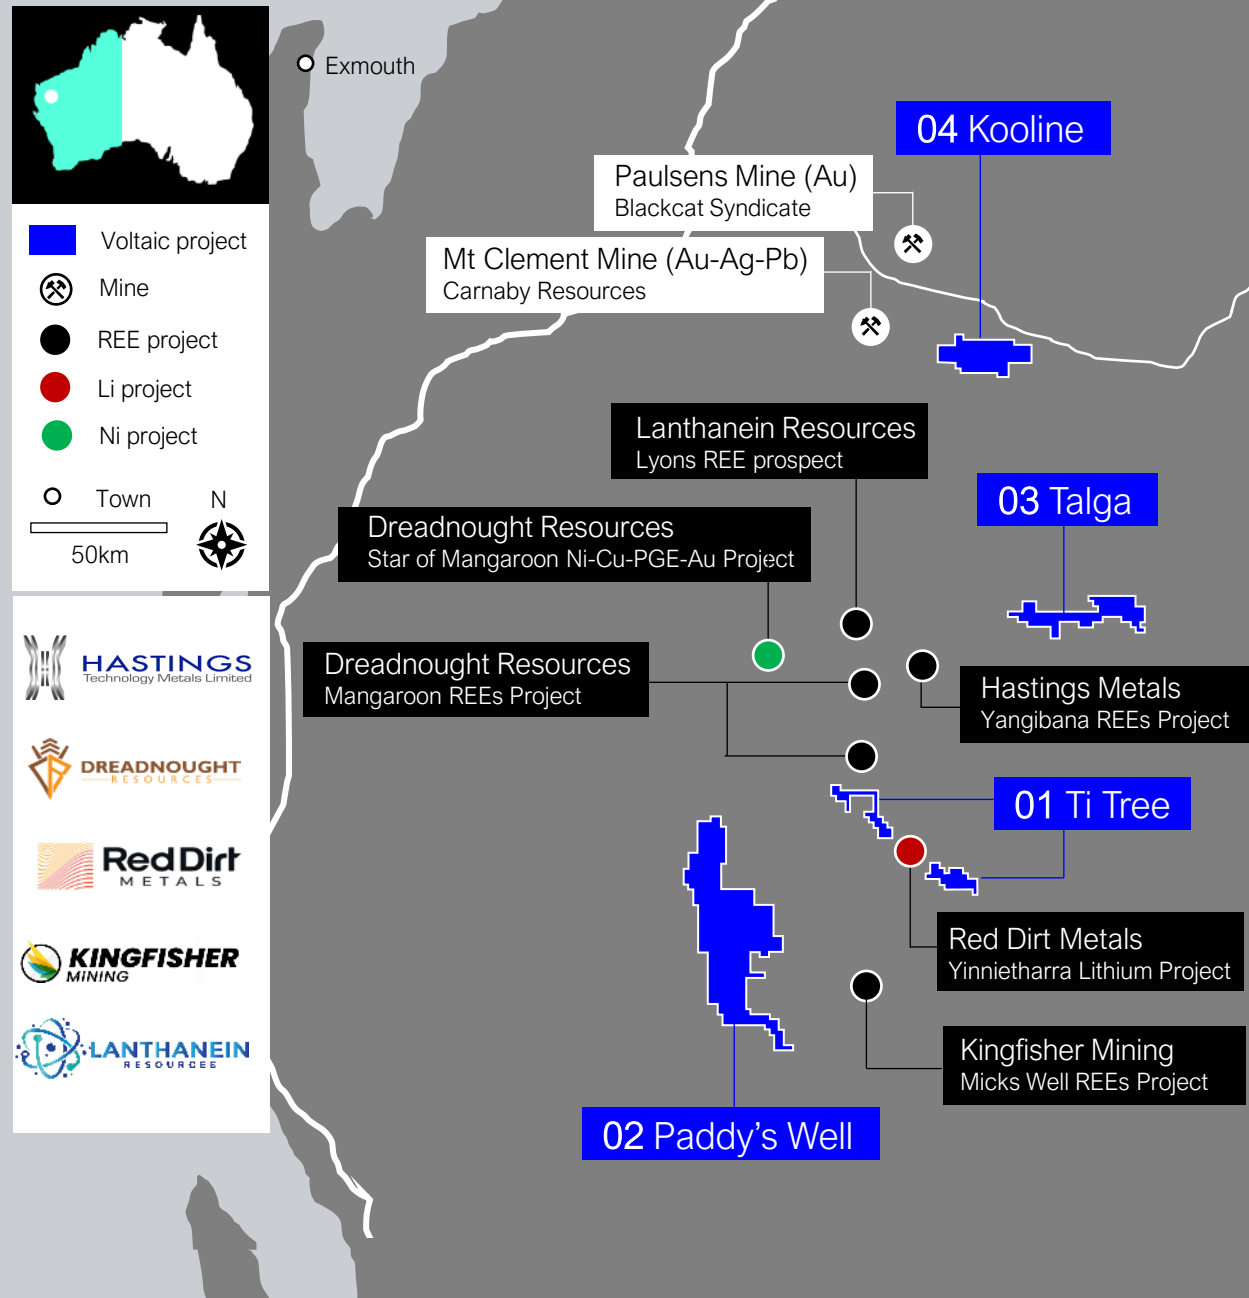 Exmouth
04 Kooline
Paulsens Mine (Au)
Blackcat Syndicate
Mt Clement Mine (Au-Ag-Pb)
Carnaby Resources
Voltaic project
Mine
REE project
Li project
Ni project
Town
N
50km
Lanthanein Resources
Lyons REE prospect
03 Talga
Dreadnought Resources
Star of Mangaroon Ni-Cu-PGE-Au Project
Dreadnought Resources
Mangaroon REEs Project
Hastings Metals
Yangibana REEs Project
01 Ti Tree
Red Dirt Metals
Yinnietharra Lithium Project
Kingfisher Mining
Micks Well REEs Project
02 Paddy’s Well
HASTINGS
Technology Metals Limited
DREADNOUGHT
RESOURCES
Red Dirt
METALS
KINGFISHER
MINING
LANTHANEIN
RESOURCES